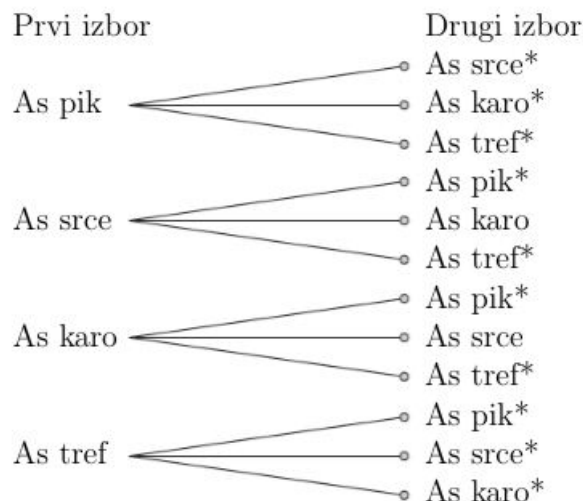 Prvi izbor Drugi izbor
As pik
As srce*
As karo*
As tref*
As srce
As pik*
As karo
As tref*
As karo
As pik*
As srce
As tref*
As tref
As pik*
As srce*
As karo*